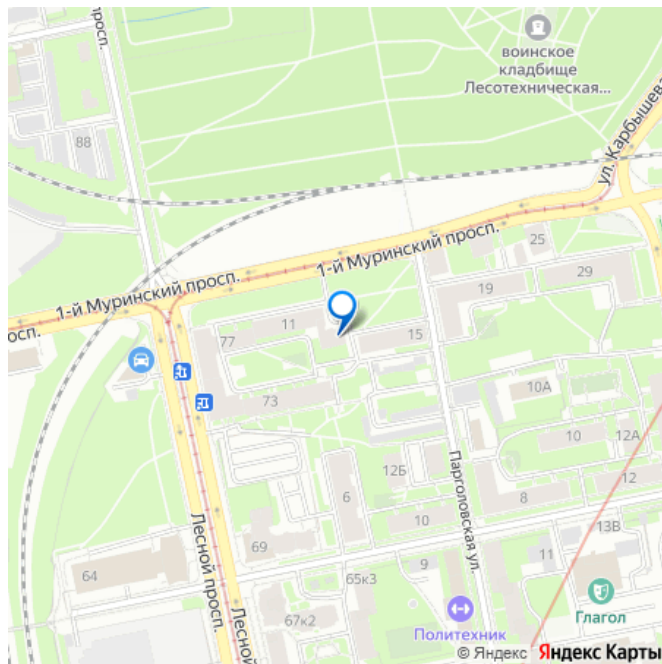 просп.
воинское
кладбище
Лесотехническая...
88
ул. Карбышева
1-й Муринский просп.
25
1-й Муринский просп.
29
19
просп.
11
77
15
73
10А
10
12А
12Б
Парголовская ул.
12
6
8
10
13В
Лесной просп.
69
9
11
64
65к3
Глагол
Лесной
67к2
Политехник
© Яндекс Яндекс Карты